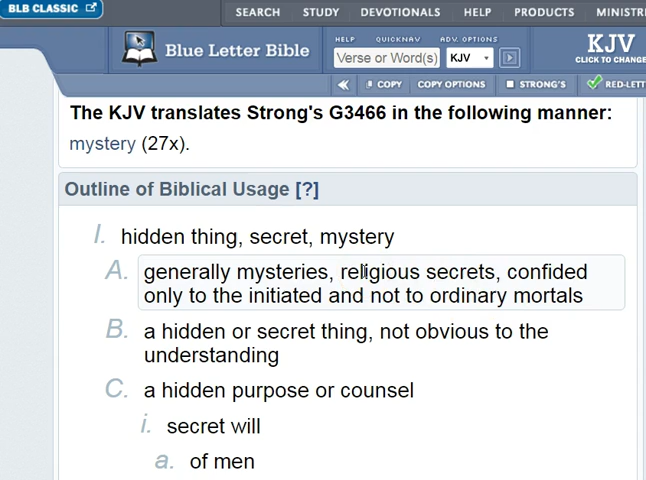 BLB CLASSIC
SEARCH STUDY DEVOTIONALS HELP PRODUCTS MINISTRI
Blue Letter Bible
HELP QUICKNAV ADV. OPTIONS
Verse or Word(s) KJV
KJV
CLICK TO CHANGE
COPY COPY OPTIONS STRONG'S RED-LETT
The KJV translates Strong's G3466 in the following manner:
mystery (27x).
Outline of Biblical Usage [?]
I. hidden thing, secret, mystery
A. generally mysteries, religious secrets, confided
only to the initiated and not to ordinary mortals
B. a hidden or secret thing, not obvious to the
understanding
C. a hidden purpose or counsel
i. secret will
a. of men